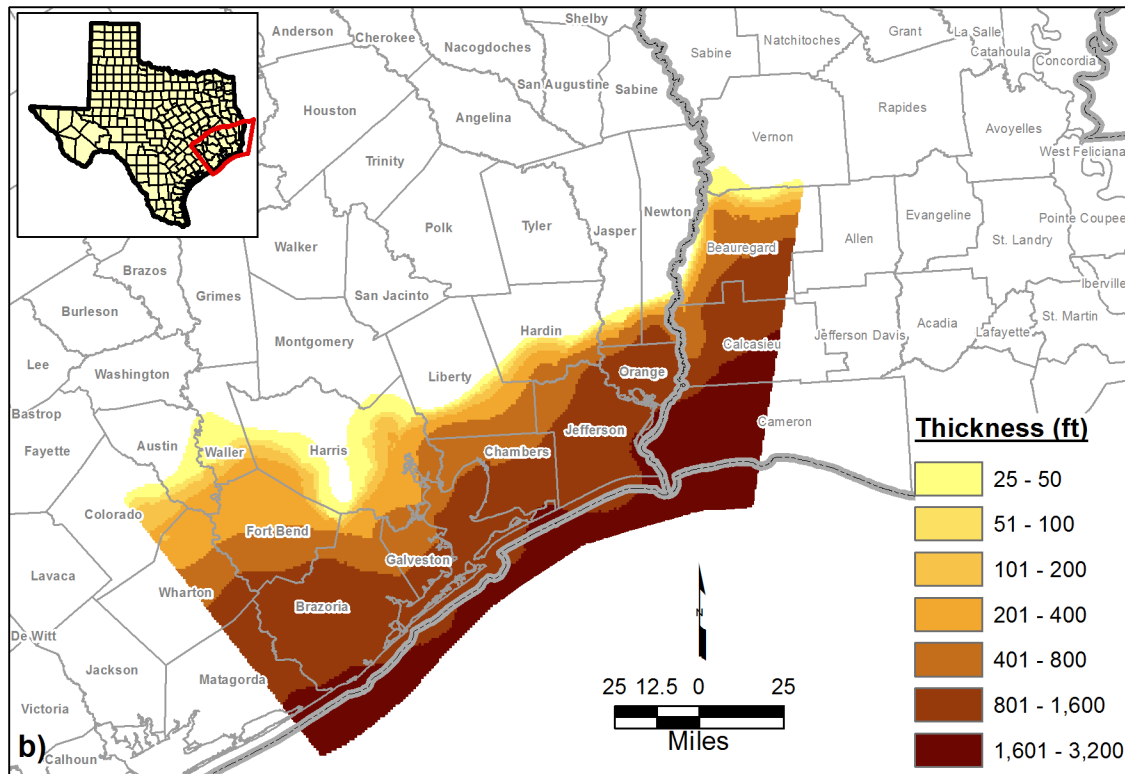 Shelby
Anderson
Cherokee
Nacogdoches
Sabine
Natchitoches
Grant
La Salle
Catahoula
Concordia
San Augustine
Sabine
Houston
Angelina
Rapides
Vernon
Avoyelles
West Feliciana
Trinity
Newton
Polk
Tyler
Jasper
Walker
Beauregard
Allen
Evangeline
Pointe Coupee
St. Landry
Brazos
Grimes
San Jacinto
Iberville
Burleson
Montgomery
Hardin
St. Martin
Acadia
Lafayette
Jefferson Davis
Calcasieu
Lee
Washington
Liberty
Orange
Bastrop
Fayette
Austin
Waller
Harris
Jefferson
Chambers
Cameron
Colorado
Fort Bend
Galveston
Lavaca
Wharton
Brazoria
De Witt
Jackson
Matagorda
Victoria
Calhoun
b)
N
25 12.5 0 25
Miles
Thickness (ft)
25 - 50
51 - 100
101 - 200
201 - 400
401 - 800
801 - 1,600
1,601 - 3,200